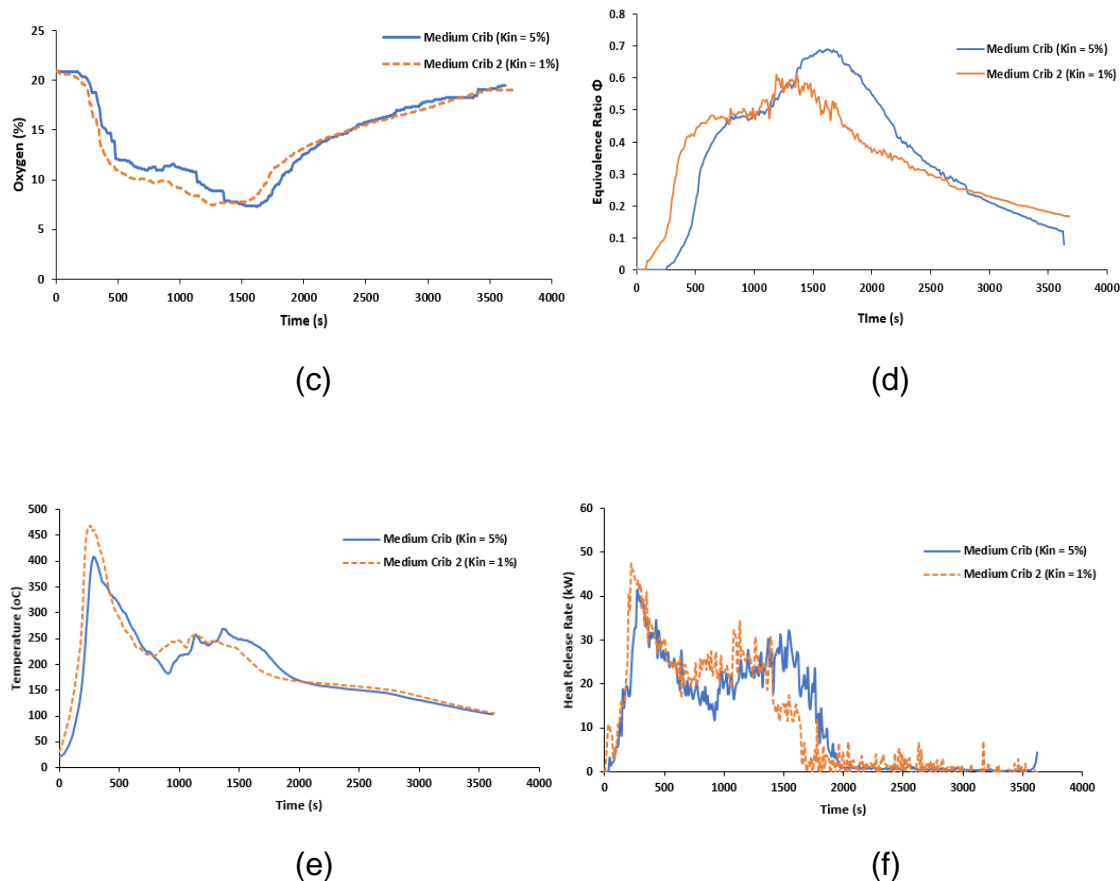 Medium Crib (Kin = 5%)
Medium Crib 2 (Kin = 1%)
25
20
15
10
5
0
Oxygen (%)
0 500 1000 1500 2000 2500 3000 3500 4000
Time (s)
(c)
Medium Crib (Kin = 5%)
Medium Crib 2 (Kin = 1%)
0.8
0.7
0.6
0.5
0.4
0.3
0.2
0.1
0
Equivalence Ratio Φ
0 500 1000 1500 2000 2500 3000 3500 4000
TIme (s)
(d)
Medium Crib (Kin = 5%)
Medium Crib 2 (Kin = 1%)
500
450
400
350
300
250
200
150
100
50
0
Temperature (oC)
0 500 1000 1500 2000 2500 3000 3500 4000
Time (s)
(e)
Medium Crib (Kin = 5%)
Medium Crib 2 (Kin = 1%)
60
50
40
30
20
10
0
Heat Release Rate (kW)
0 500 1000 1500 2000 2500 3000 3500 4000
Time (s)
(f)